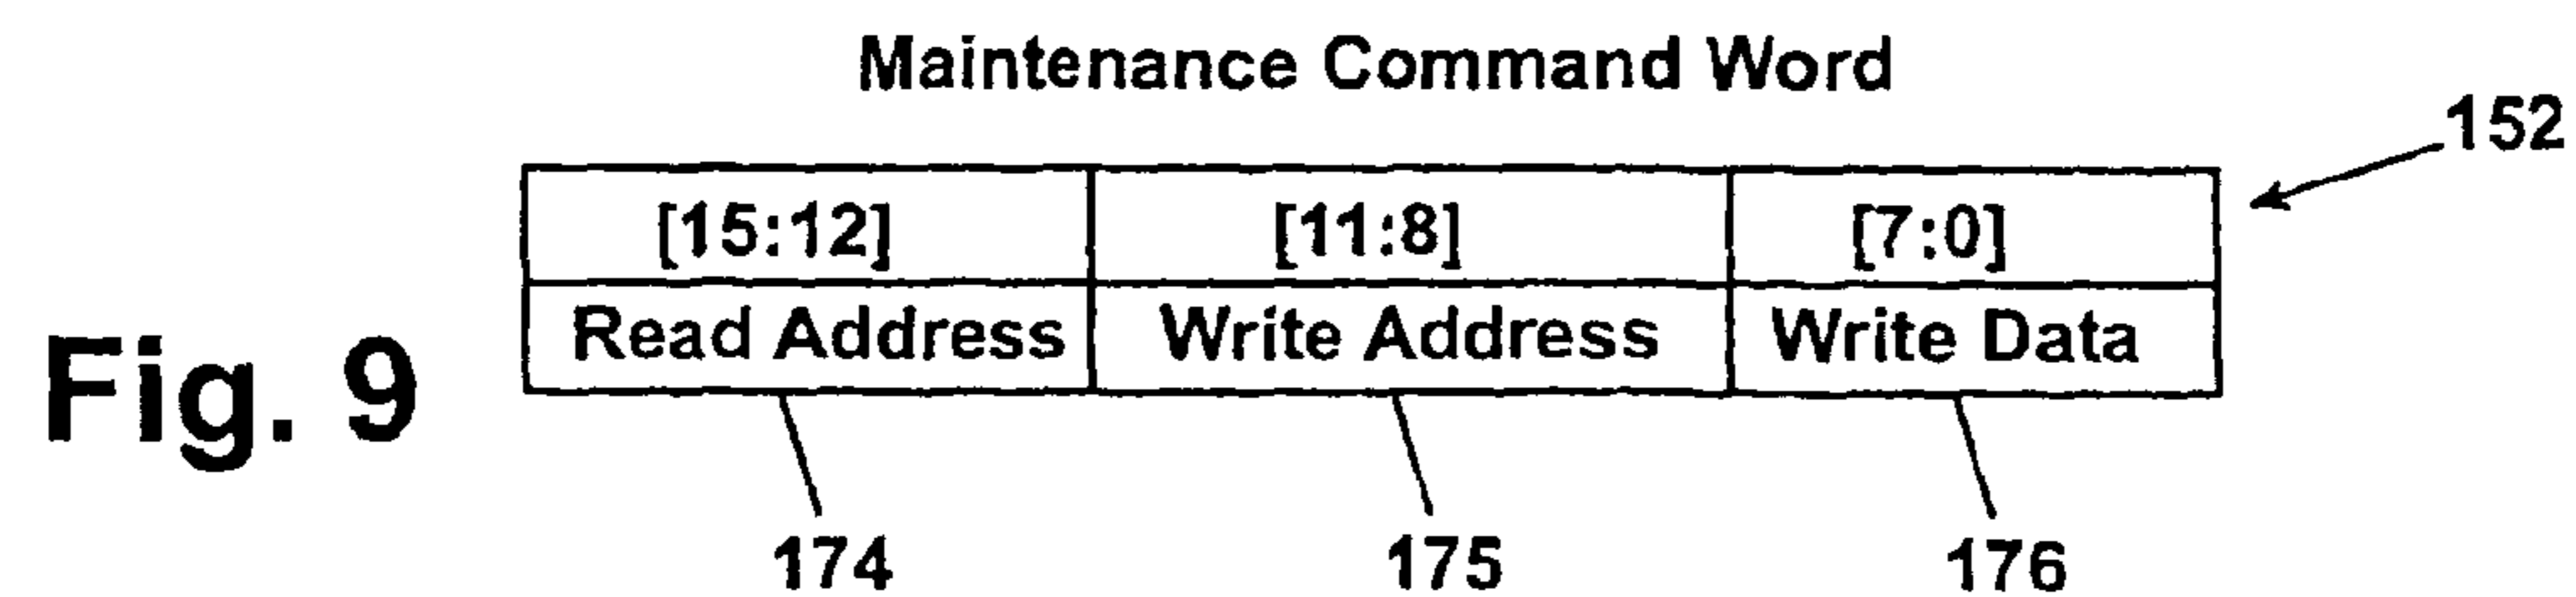 Maintenance Command Word
152
[15:12] [11:8] [7:0]
Read Address Write Address Write Data
Fig. 9
174 175 176